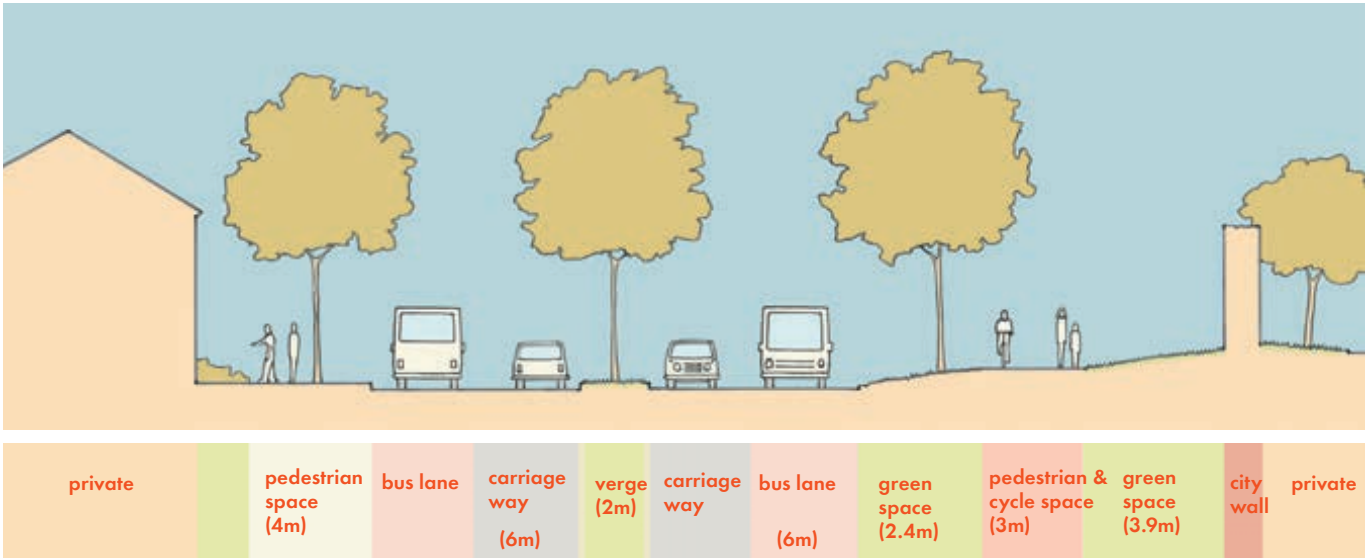 private
pedestrian
space
(4m)
bus lane
carriage
way
(6m)
verge
(2m)
carriage
way
bus lane
(6m)
green
space
(2.4m)
pedestrian &
cycle space
(3m)
green
space
(3.9m)
city
wall
private